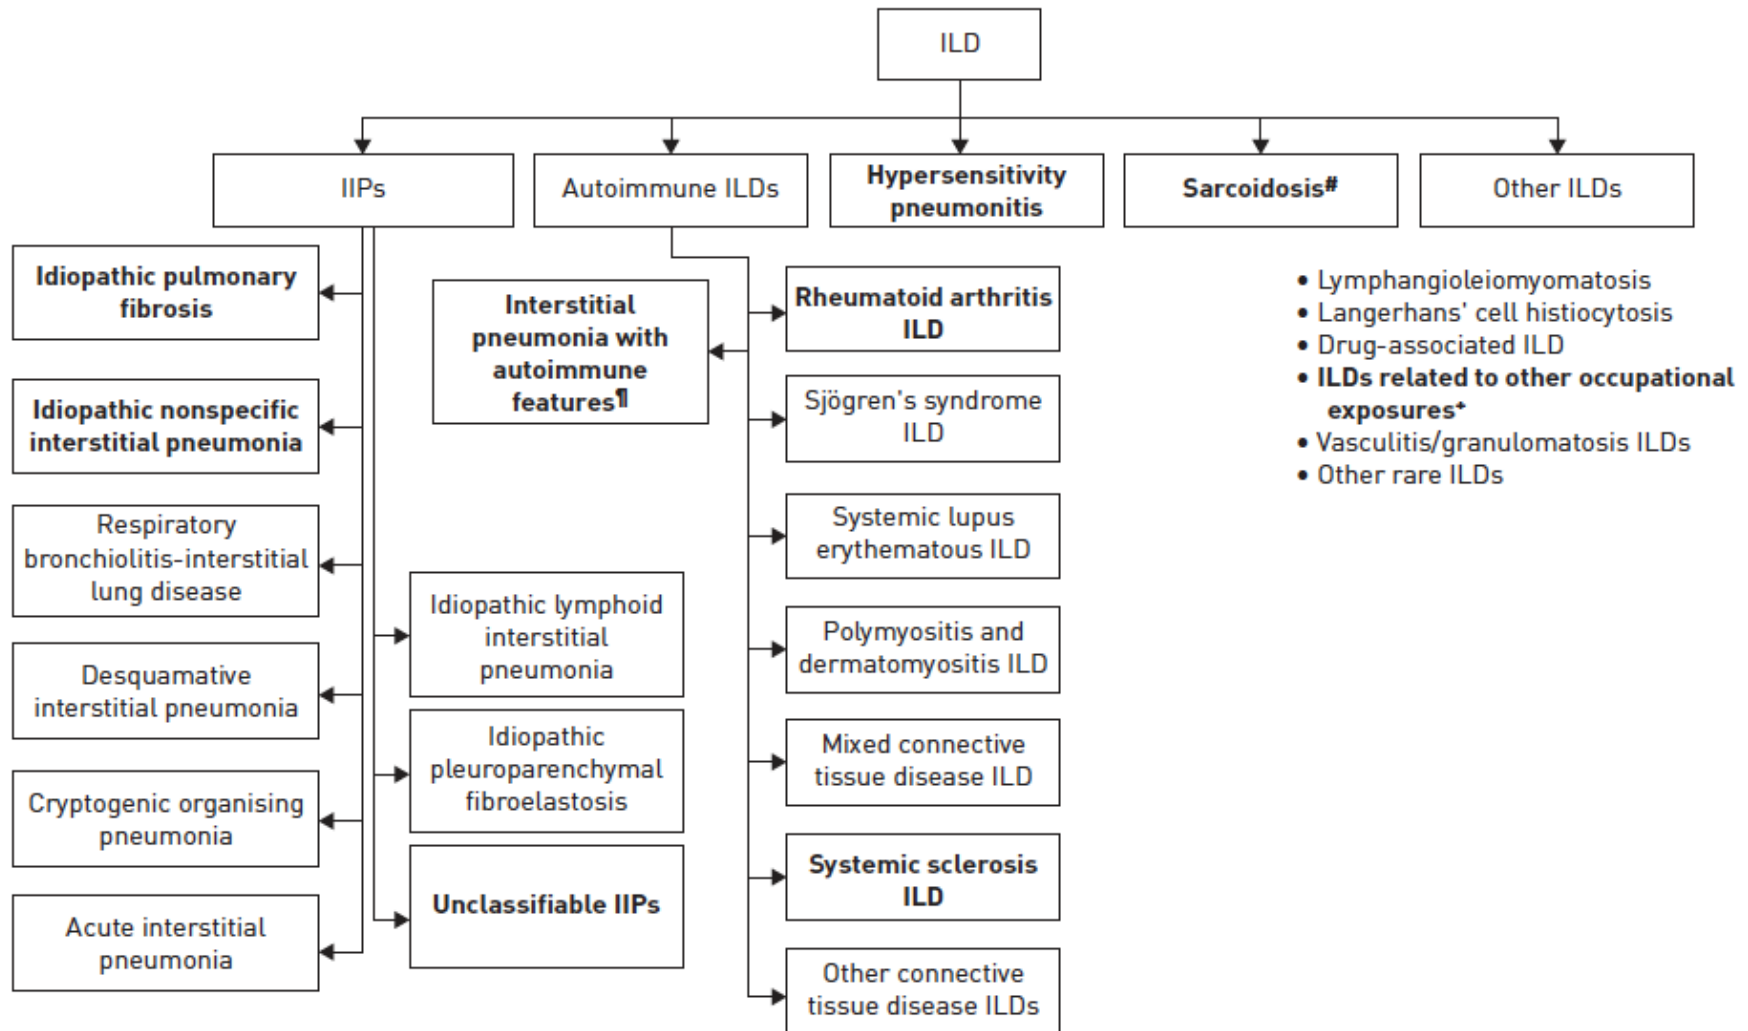 ILD
IIPs
Autoimmune ILDs
Hypersensitivity
pneumonitis
Sarcoidosis#
Other ILDs
Idiopathic pulmonary
fibrosis
Idiopathic nonspecific
interstitial pneumonia
Respiratory
bronchiolitis-interstitial
lung disease
Desquamative
interstitial pneumonia
Cryptogenic organising
pneumonia
Acute interstitial
pneumonia
Idiopathic lymphoid
interstitial
pneumonia
Idiopathic
pleuroparenchymal
fibroelastosis
Unclassifiable IIPs
Interstitial
pneumonia with
autoimmune
features¶
Rheumatoid arthritis
ILD
Sjögren's syndrome
ILD
Systemic lupus
erythematous ILD
Polymyositis and
dermatomyositis ILD
Mixed connective
tissue disease ILD
Systemic sclerosis
ILD
Other connective
tissue disease ILDs
• Lymphangioleiomyomatosis
• Langerhans' cell histiocytosis
• Drug-associated ILD
• ILDs related to other occupational
exposures+
• Vasculitis/granulomatosis ILDs
• Other rare ILDs